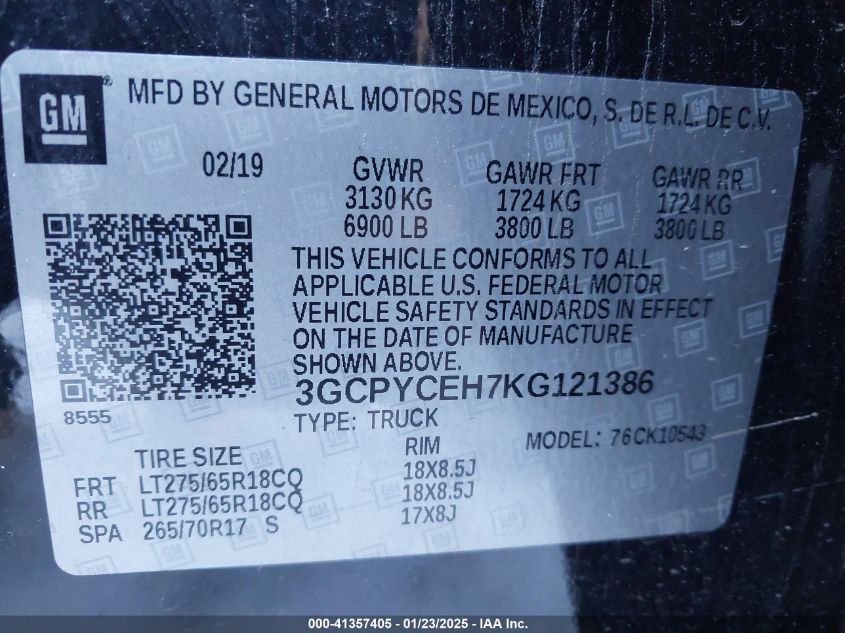 GM
®
MFD BY GENERAL MOTORS DE MEXICO, S. DE R.L. DE C.V.
02/19
GVWR
3130 KG
6900 LB
GAWR FRT
1724 KG
3800 LB
GAWR RR
1724 KG
3800 LB
THIS VEHICLE CONFORMS TO ALL
APPLICABLE U.S. FEDERAL MOTOR
VEHICLE SAFETY STANDARDS IN EFFECT
ON THE DATE OF MANUFACTURE
SHOWN ABOVE.
3GCPYCEH7KG121386
8555
TYPE: TRUCK
MODEL: 76CK10543
TIRE SIZE RIM
FRT LT275/65R18CQ 18X8.5J
RR LT275/65R18CQ 18X8.5J
SPA 265/70R17 S 17X8J
000-41357405 - 01/23/2025 - IAA Inc.